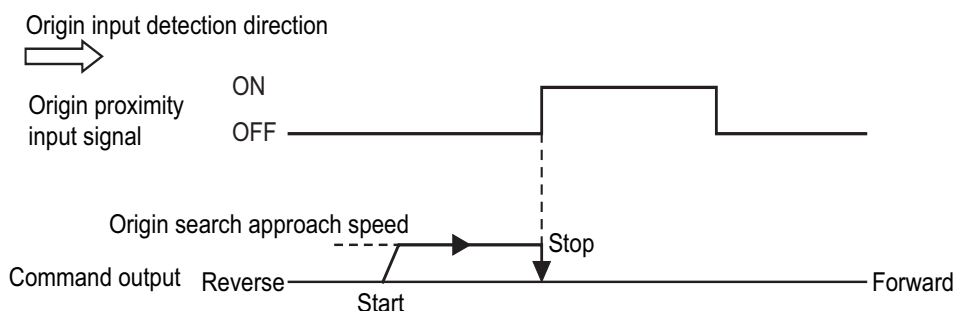 Origin input detection direction
ON
Origin proximity
input signal
OFF
Origin search approach speed
Stop
Command output
Reverse
Forward
Start